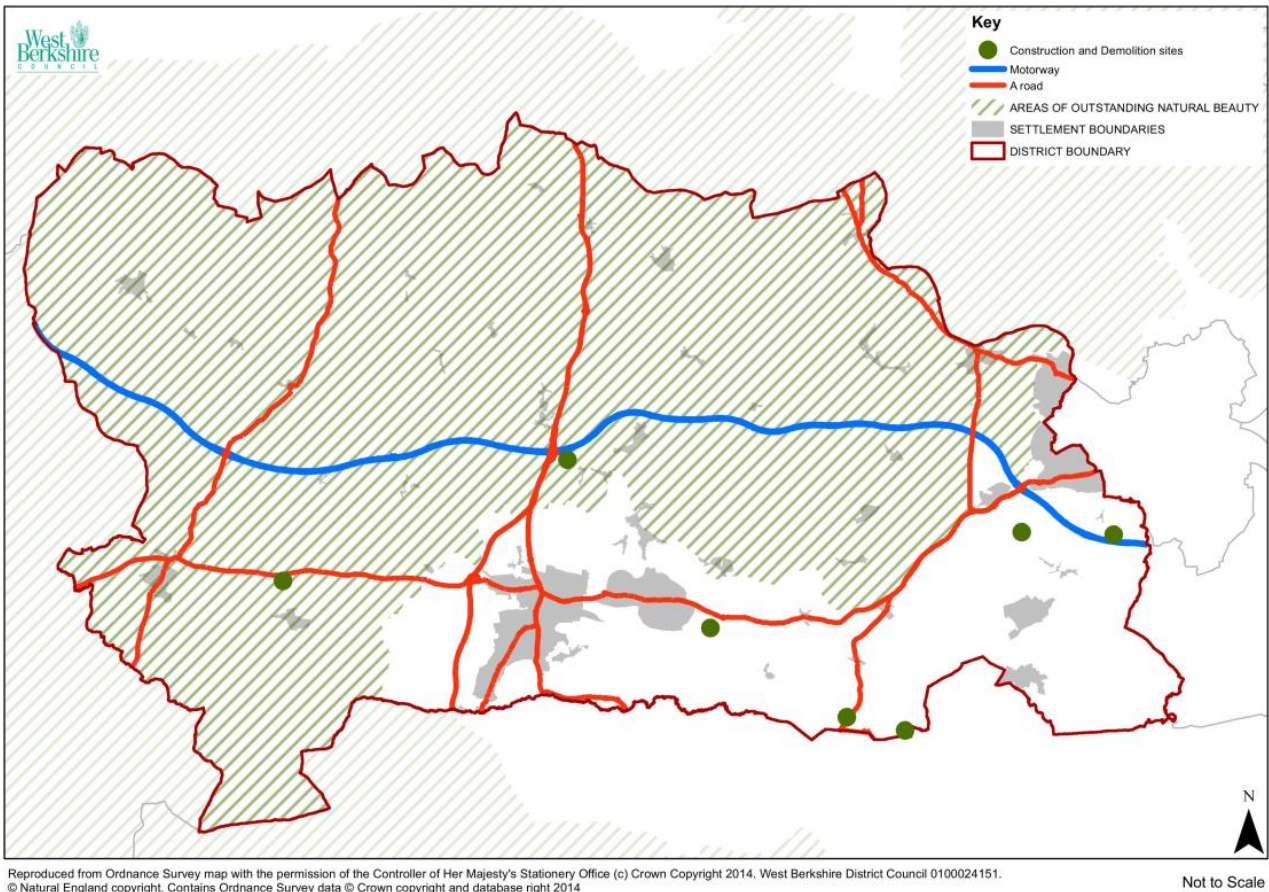 West
Berkshire
COUNCIL
Key
Construction and Demolition sites
Motorway
A road
AREAS OF OUTSTANDING NATURAL BEAUTY
SETTLEMENT BOUNDARIES
DISTRICT BOUNDARY
N
Reproduced from Ordnance Survey map with the permission of the Controller of Her Majesty's Stationery Office (c) Crown Copyright 2014. West Berkshire District Council 0100024151.
© Natural England copyright. Contains Ordnance Survey data © Crown copyright and database right 2014
Not to Scale